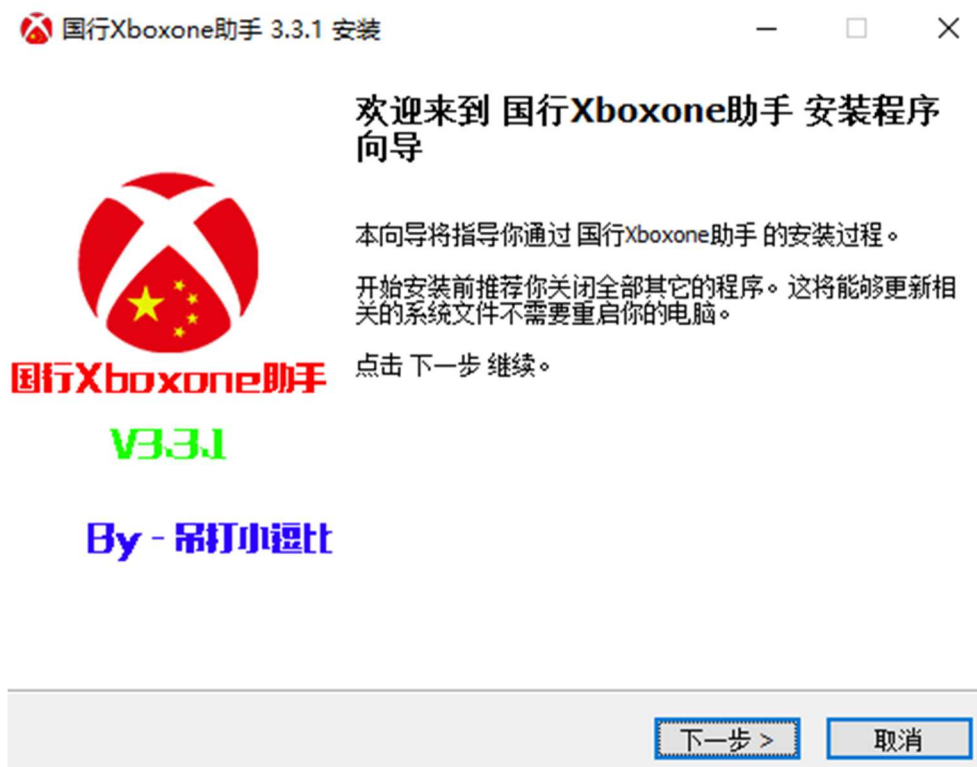 国行Xboxone助手 3.3.1 安装
欢迎来到 国行Xboxone助手 安装程序
向导
本向导将指导你通过 国行Xboxone助手 的安装过程。
开始安装前推荐你关闭全部其它的程序。这将能够更新相
关的系统文件不需要重启你的电脑。
点击 下一步 继续。
国行Xboxone助手
V3.3.1
By - 吊打小逗比
下一步 >
取消